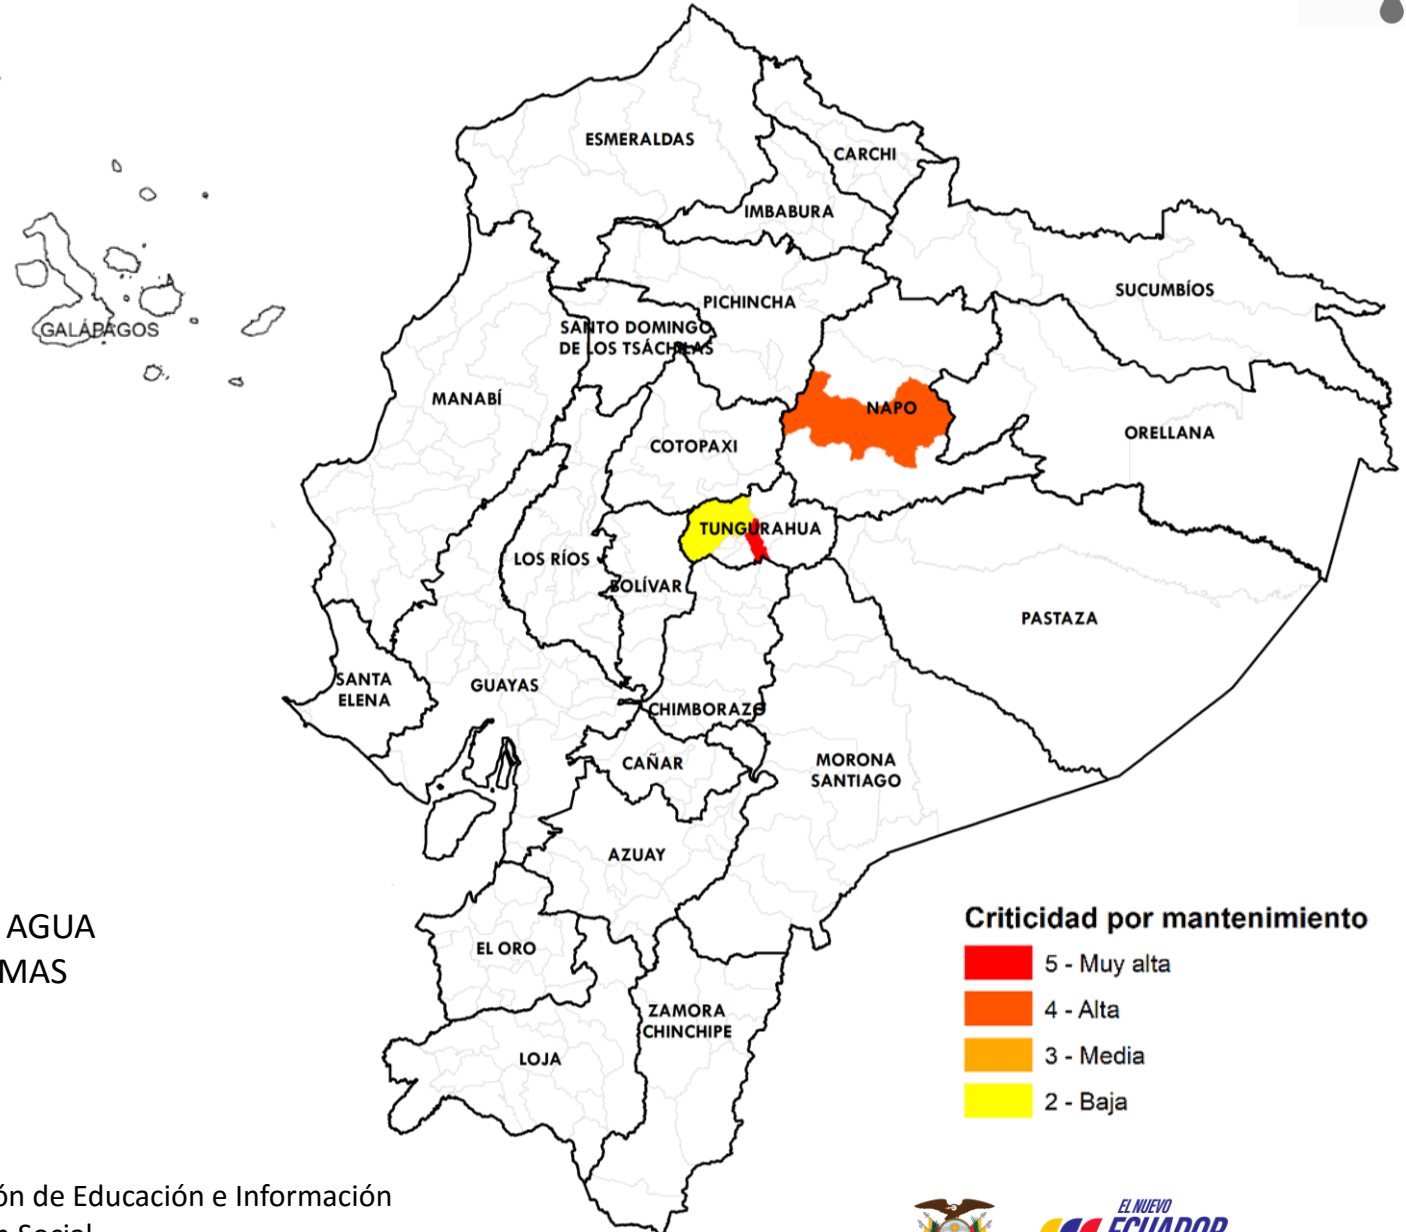 ESMERALDAS
CARCHI
IMBABURA
SUCUMBÍOS
PICHINCHA
GALÁPAGOS
SANTO DOMINGO
DE LOS TSÁCHILAS
MANABÍ
NAPO
ORELLANA
COTOPAXI
TUNGURAHUA
LOS RÍOS
BOLÍVAR
PASTAZA
SANTA
ELENA
GUAYAS
CHIMBORAZO
CAÑAR
MORONA
SANTIAGO
AZUAY
EL ORO
ZAMORA
CHINCHIPE
LOJA
Criticidad por mantenimiento
5 - Muy alta
4 - Alta
3 - Media
2 - Baja
AGUA
MAS
ón de Educación e Información
Social
EL NUEVO
ECUADOR